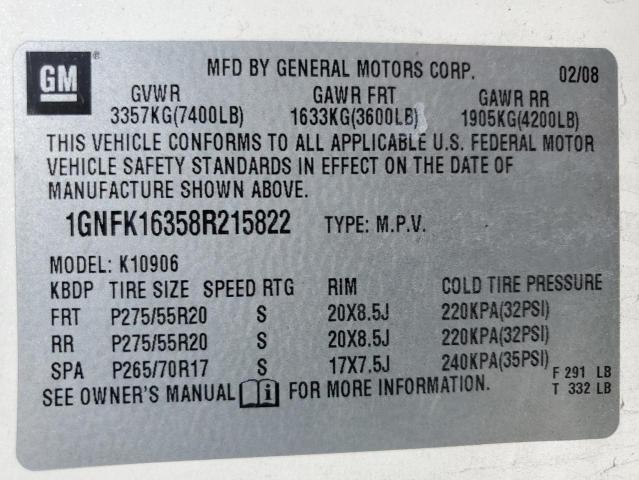 GM ®
MFD BY GENERAL MOTORS CORP. 02/08
GVWR GAWR FRT GAWR RR
3357KG(7400LB) 1633KG(3600LB) 1905KG(4200LB)
THIS VEHICLE CONFORMS TO ALL APPLICABLE U.S. FEDERAL MOTOR
VEHICLE SAFETY STANDARDS IN EFFECT ON THE DATE OF
MANUFACTURE SHOWN ABOVE.
1GNFK16358R215822 TYPE: M.P.V.
MODEL: K10906
KBDP TIRE SIZE SPEED RTG RIM COLD TIRE PRESSURE
FRT P275/55R20 S 20X8.5J 220KPA(32PSI)
RR P275/55R20 S 20X8.5J 220KPA(32PSI)
SPA P265/70R17 S 17X7.5J 240KPA(35PSI) F 291 LB
SEE OWNER'S MANUAL i FOR MORE INFORMATION. T 332 LB